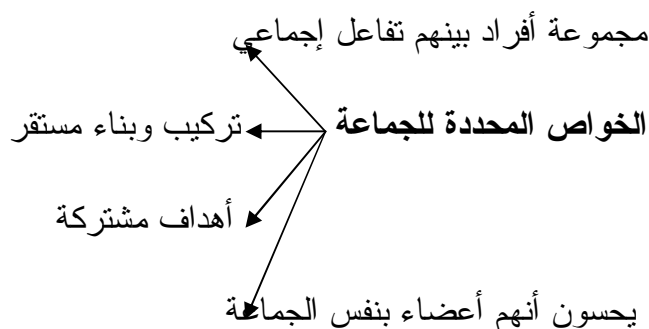 مجموعة أفراد بينهم تفاعل إجماعي
الخواص المحددة للجماعة تركيب وبناء مستقر
أهداف مشتركة
يحسون أنهم أعضاء بنفس الجماعة